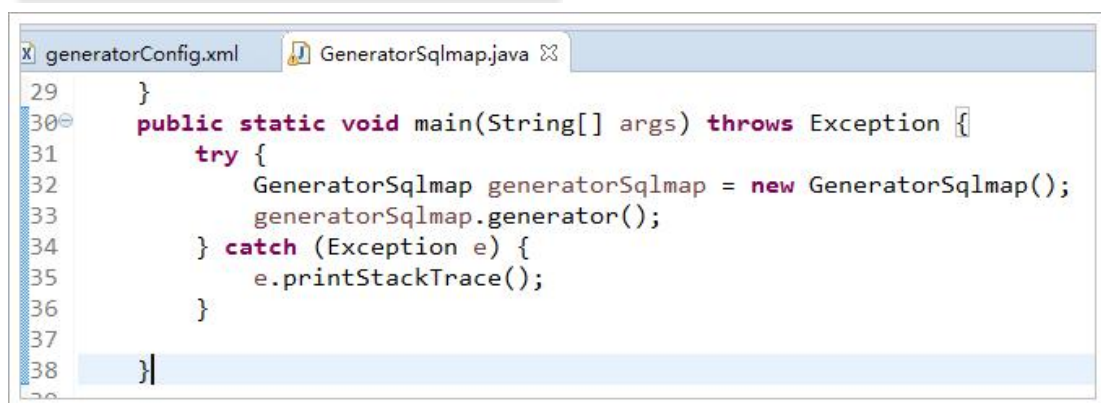 generatorConfig.xml GeneratorSqlmap.java
29 }
30 public static void main(String[] args) throws Exception {
31 try {
32 GeneratorSqlmap generatorSqlmap = new GeneratorSqlmap();
33 generatorSqlmap.generator();
34 } catch (Exception e) {
35 e.printStackTrace();
36 }
37
38 }